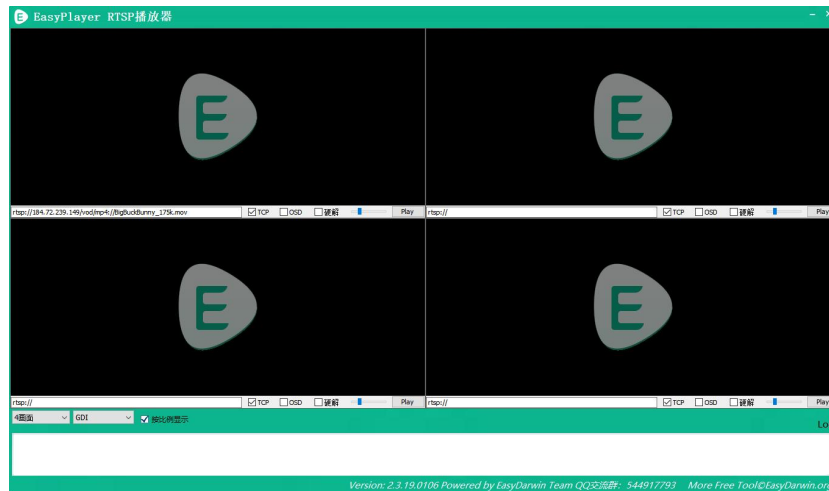 E EasyPlayer RTSP播放器
E
E
rtsp://184.72.239.149/vod/mp4://BigBuckBunny_175k.mov TCP OSD 硬解 Play
rtsp:// TCP OSD 硬解 Play
E
E
rtsp:// TCP OSD 硬解 Play
rtsp:// TCP OSD 硬解 Play
4画面 GDI 按比例显示
Lo
Version: 2.3.19.0106 Powered by EasyDarwin Team QQ交流群: 544917793 More Free Tool©EasyDarwin.or